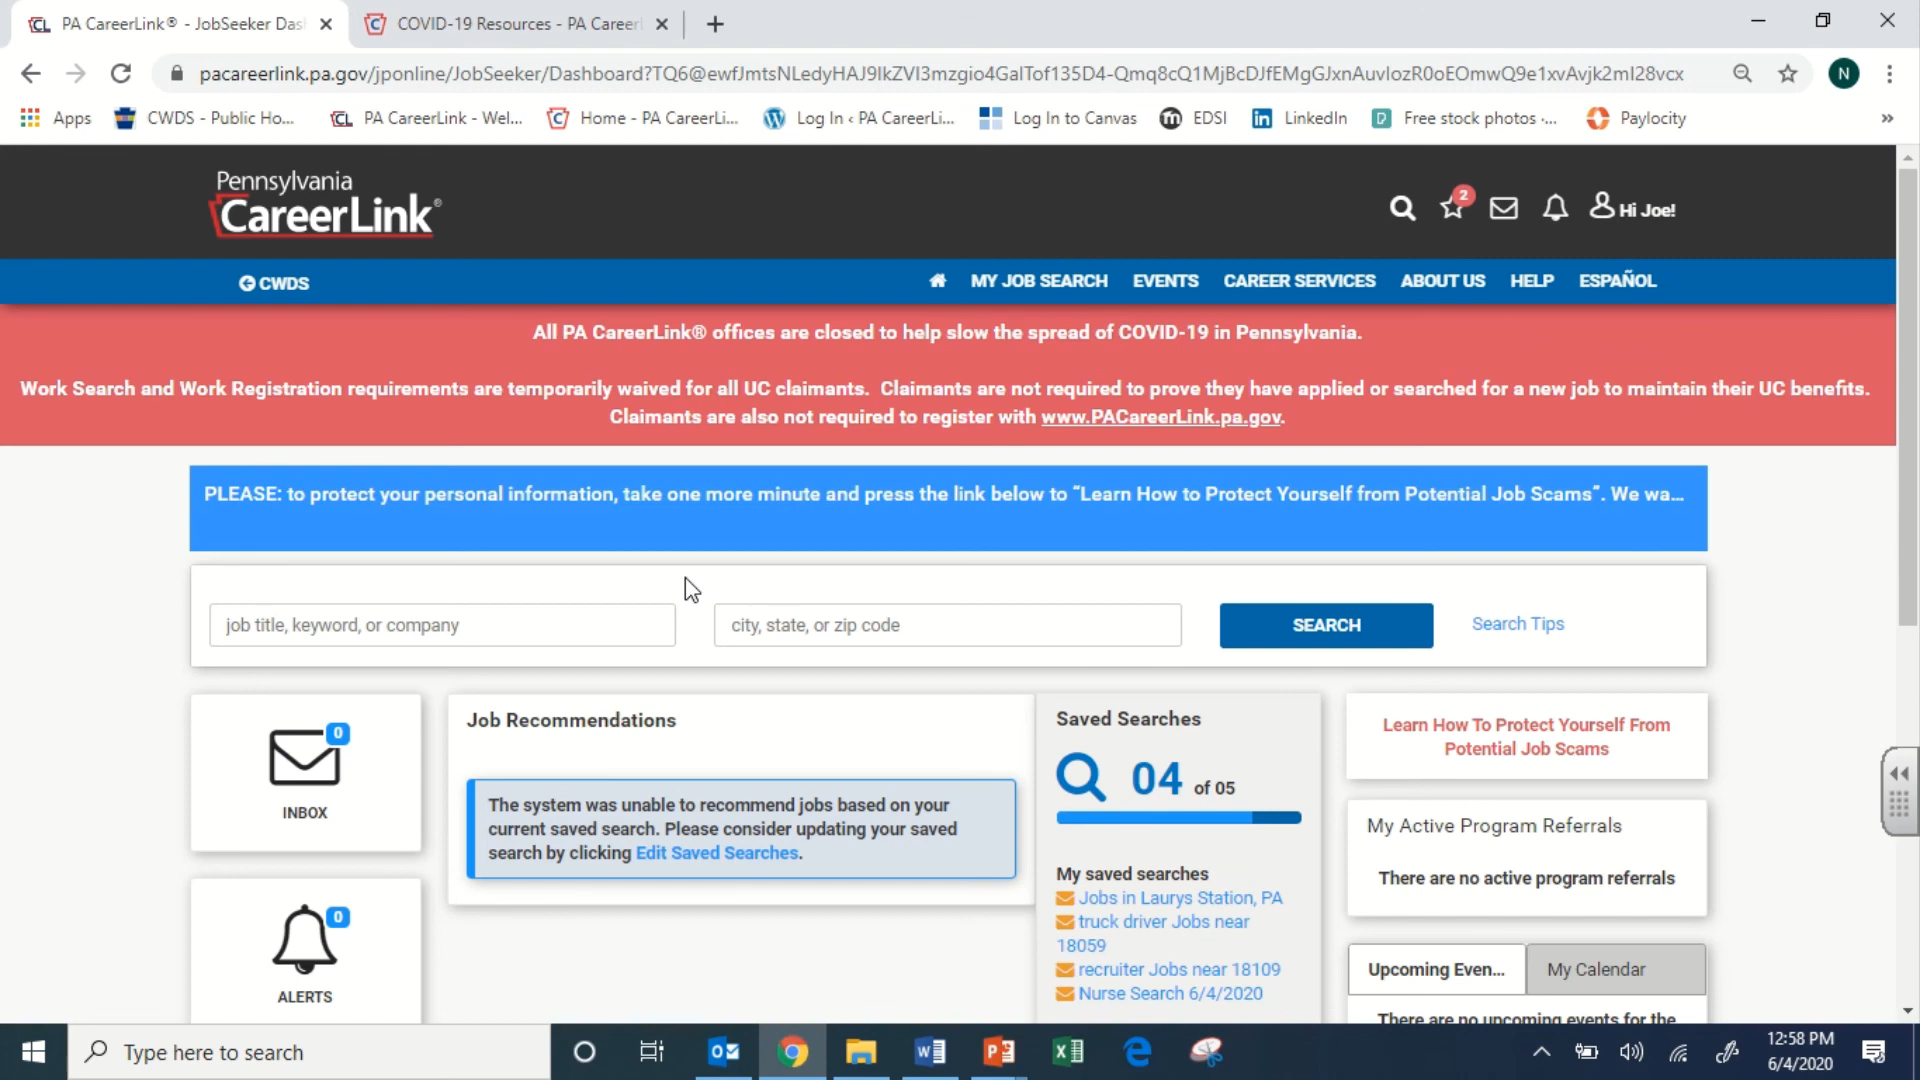 PA CareerLink® - JobSeeker Das
COVID-19 Resources - PA Career
pacareerlink.pa.gov/jponline/JobSeeker/Dashboard?TQ6@ewfJmtsNLedyHAJ9IkZVI3mzgio4GaITof135D4-Qmq8cQ1MjBcDJfEMgGJxnAuvIozR0oEOmwQ9e1xvAvjk2mI28vcx
N
Apps
CWDS - Public Ho...
PA CareerLink - Wel...
Home - PA CareerLi...
Log In ‹ PA CareerLi...
Log In to Canvas
EDSI
LinkedIn
Free stock photos ·...
Paylocity
Pennsylvania
CareerLink®
2
Hi Joe!
CWDS
MY JOB SEARCH
EVENTS
CAREER SERVICES
ABOUT US
HELP
ESPAÑOL
All PA CareerLink® offices are closed to help slow the spread of COVID-19 in Pennsylvania.
Work Search and Work Registration requirements are temporarily waived for all UC claimants. Claimants are not required to prove they have applied or searched for a new job to maintain their UC benefits.
Claimants are also not required to register with www.PACareerLink.pa.gov.
PLEASE: to protect your personal information, take one more minute and press the link below to “Learn How to Protect Yourself from Potential Job Scams”. We wa...
job title, keyword, or company
city, state, or zip code
SEARCH
Search Tips
0
INBOX
0
ALERTS
Job Recommendations
The system was unable to recommend jobs based on your
current saved search. Please consider updating your saved
search by clicking Edit Saved Searches.
Saved Searches
04 of 05
My saved searches
Jobs in Laurys Station, PA
truck driver Jobs near
18059
recruiter Jobs near 18109
Nurse Search 6/4/2020
Learn How To Protect Yourself From
Potential Job Scams
My Active Program Referrals
There are no active program referrals
Upcoming Even...
My Calendar
There are no upcoming events for the
Type here to search
12:58 PM
6/4/2020